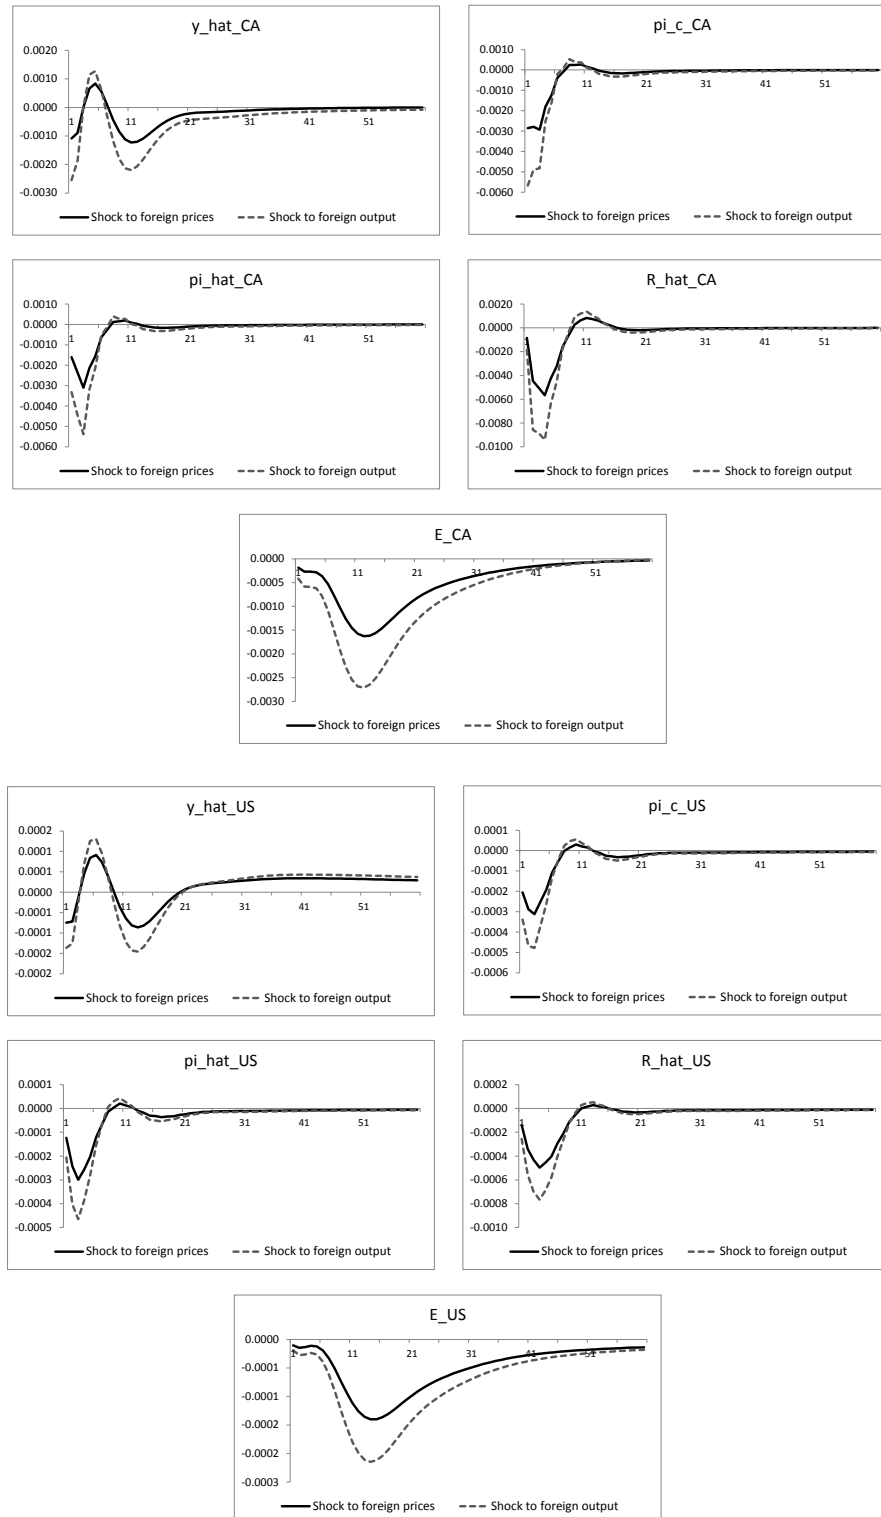 y_hat_CA
0.0020
0.0010
0.0000
-0.0010
-0.0020
-0.0030
1 11 21 31 41 51
Shock to foreign prices Shock to foreign output
pi_c_CA
0.0010
0.0000
-0.0010
-0.0020
-0.0030
-0.0040
-0.0050
-0.0060
1 11 21 31 41 51
Shock to foreign prices Shock to foreign output
pi_hat_CA
0.0010
0.0000
-0.0010
-0.0020
-0.0030
-0.0040
-0.0050
-0.0060
1 11 21 31 41 51
Shock to foreign prices Shock to foreign output
R_hat_CA
0.0020
0.0000
-0.0020
-0.0040
-0.0060
-0.0080
-0.0100
1 11 21 31 41 51
Shock to foreign prices Shock to foreign output
E_CA
0.0000
-0.0005
-0.0010
-0.0015
-0.0020
-0.0025
-0.0030
1 11 21 31 41 51
Shock to foreign prices Shock to foreign output
y_hat_US
0.0002
0.0001
0.0001
0.0000
-0.0001
-0.0001
-0.0002
-0.0002
1 11 21 31 41 51
Shock to foreign prices Shock to foreign output
pi_c_US
0.0001
0.0000
-0.0001
-0.0002
-0.0003
-0.0004
-0.0005
-0.0006
1 11 21 31 41 51
Shock to foreign prices Shock to foreign output
pi_hat_US
0.0001
0.0000
-0.0001
-0.0002
-0.0003
-0.0004
-0.0005
1 11 21 31 41 51
Shock to foreign prices Shock to foreign output
R_hat_US
0.0002
0.0000
-0.0002
-0.0004
-0.0006
-0.0008
-0.0010
1 11 21 31 41 51
Shock to foreign prices Shock to foreign output
E_US
0.0000
-0.0001
-0.0001
-0.0002
-0.0002
-0.0003
1 11 21 31 41 51
Shock to foreign prices Shock to foreign output